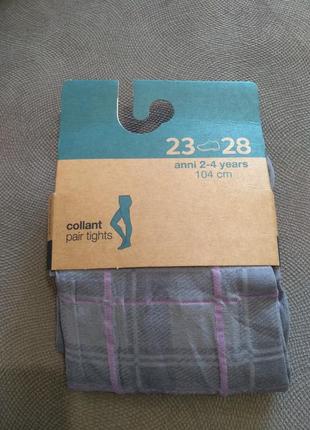 23 28
anni 2-4 years
104 cm
collant
pair tights